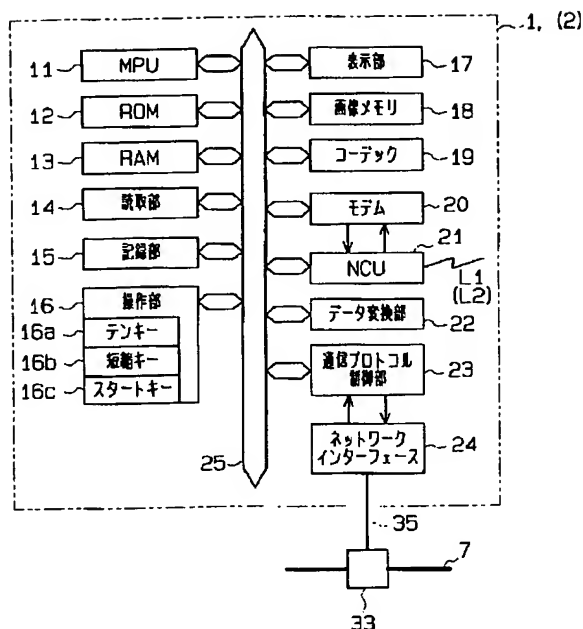 1, (2)
11 MPU
12 ROM
13 RAM
14 読取部
15 記録部
16 操作部
16a テンキー
16b 短縮キー
16c スタートキー
表示部 17
画像メモリ 18
コーデック 19
モデム 20
NCU 21
L1
(L2)
データ変換部 22
通信プロトコル
制御部 23
ネットワーク
インターフェース 24
25
35
7
33